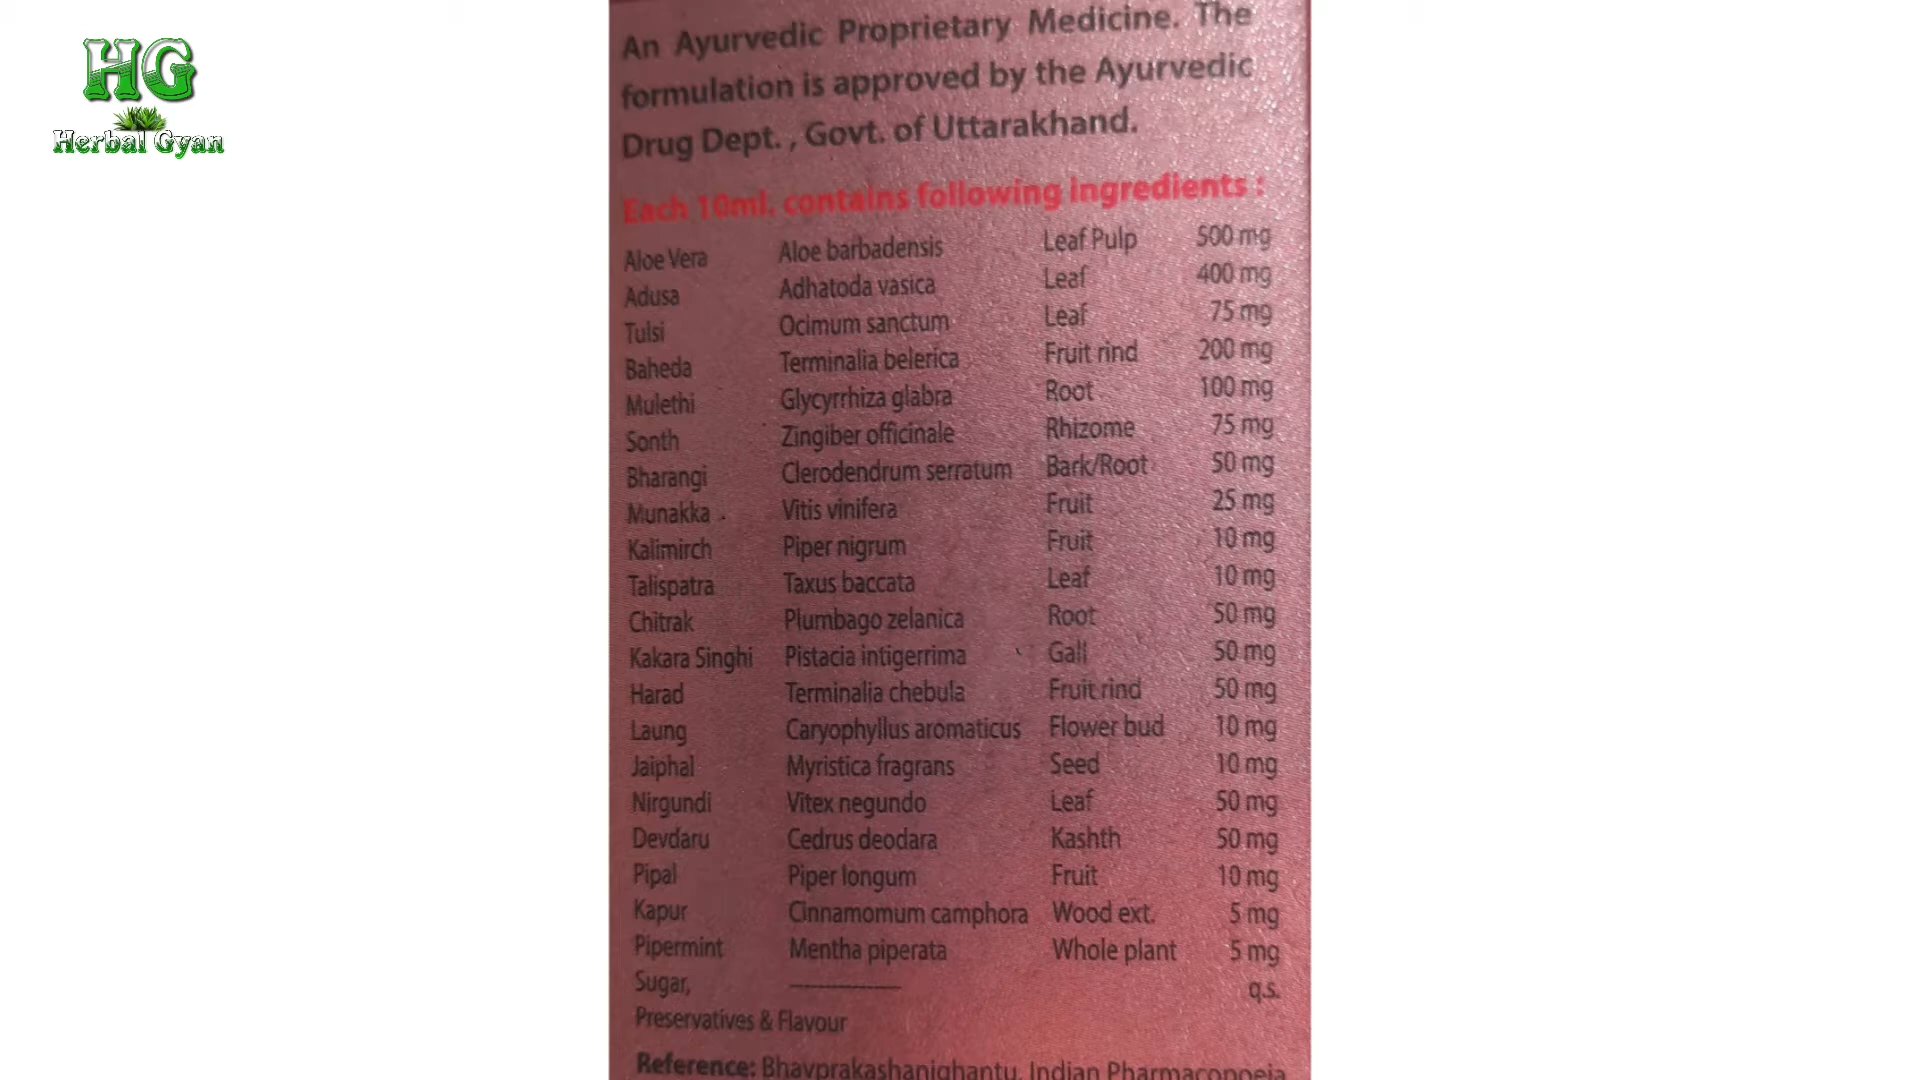 HG
Herbal Gyan
An Ayurvedic Proprietary Medicine. The
formulation is approved by the Ayurvedic
Drug Dept. , Govt. of Uttarakhand.
Each 10ml. contains following ingredients :
Aloe Vera Aloe barbadensis Leaf Pulp 500 mg
Adusa Adhatoda vasica Leaf 400 mg
Tulsi Ocimum sanctum Leaf 75 mg
Baheda Terminalia belerica Fruit rind 200 mg
Mulethi Glycyrrhiza glabra Root 100 mg
Sonth Zingiber officinale Rhizome 75 mg
Bharangi Clerodendrum serratum Bark/Root 50 mg
Munakka Vitis vinifera Fruit 25 mg
Kalimirch Piper nigrum Fruit 10 mg
Talispatra Taxus baccata Leaf 10 mg
Chitrak Plumbago zelanica Root 50 mg
Kakara Singhi Pistacia intigerrima Gall 50 mg
Harad Terminalia chebula Fruit rind 50 mg
Laung Caryophyllus aromaticus Flower bud 10 mg
Jaiphal Myristica fragrans Seed 10 mg
Nirgundi Vitex negundo Leaf 50 mg
Devdaru Cedrus deodara Kashth 50 mg
Pipal Piper longum Fruit 10 mg
Kapur Cinnamomum camphora Wood ext. 5 mg
Pipermint Mentha piperata Whole plant 5 mg
Sugar, ———— q.s.
Preservatives & Flavour
Reference: Bhavprakashanighantu, Indian Pharmacopoeia